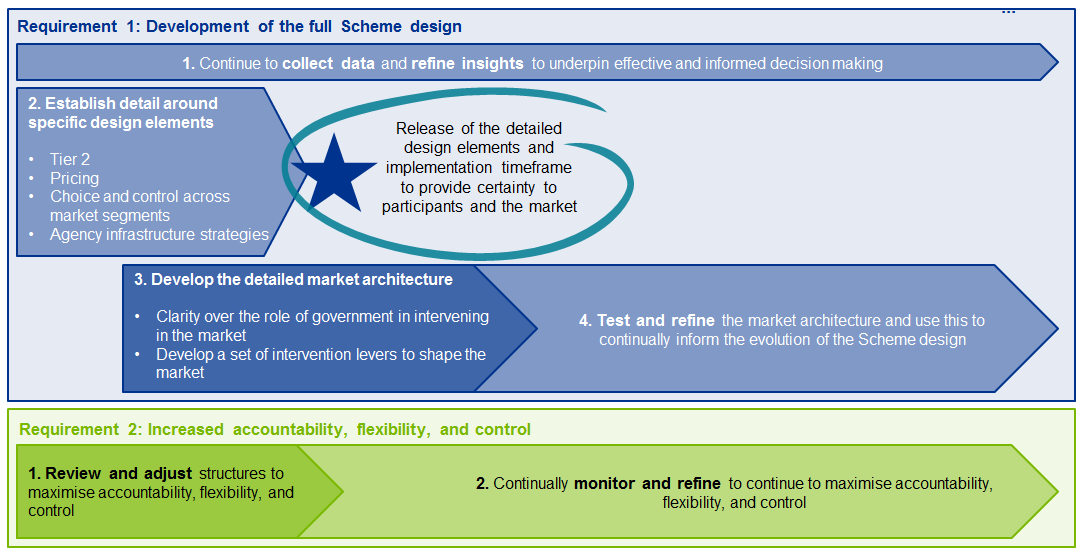 ...
Requirement 1: Development of the full Scheme design
1. Continue to collect data and refine insights to underpin effective and informed decision making
2. Establish detail around
specific design elements
• Tier 2
• Pricing
• Choice and control across
market segments
• Agency infrastructure strategies
Release of the detailed
design elements and
implementation timeframe
to provide certainty to
participants and the market
3. Develop the detailed market architecture
• Clarity over the role of government in intervening
in the market
• Develop a set of intervention levers to shape the
market
4. Test and refine the market architecture and use this to
continually inform the evolution of the Scheme design
Requirement 2: Increased accountability, flexibility, and control
1. Review and adjust structures to
maximise accountability, flexibility, and
control
2. Continually monitor and refine to continue to maximise accountability,
flexibility, and control